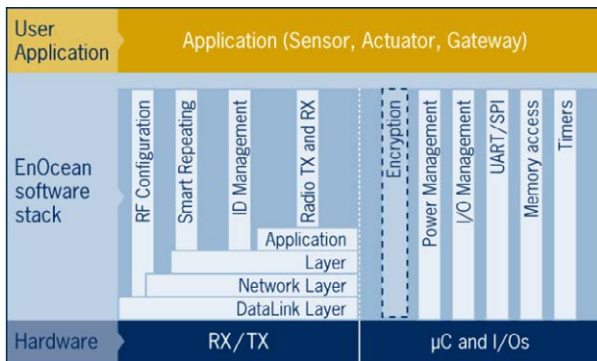 User
Application
Application (Sensor, Actuator, Gateway)
EnOcean
software
stack
RF Configuration
Smart Repeating
ID Management
Radio TX and RX
Encryption
Power Management
I/O Management
UART/SPI
Memory access
Timers
Application
Layer
Network Layer
DataLink Layer
Hardware
RX/TX
µC and I/Os